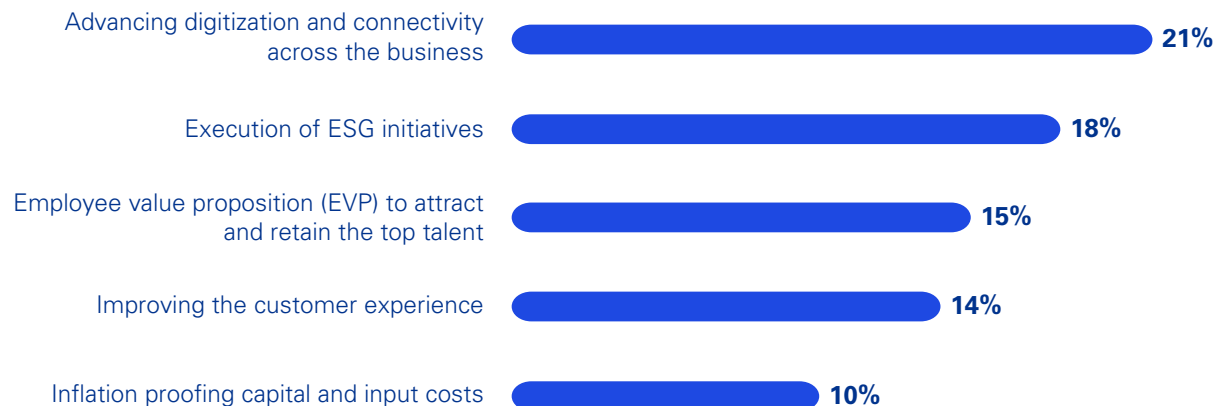 Advancing digitization and connectivity
across the business
21%
Execution of ESG initiatives
18%
Employee value proposition (EVP) to attract
and retain the top talent
15%
Improving the customer experience
14%
Inflation proofing capital and input costs
10%